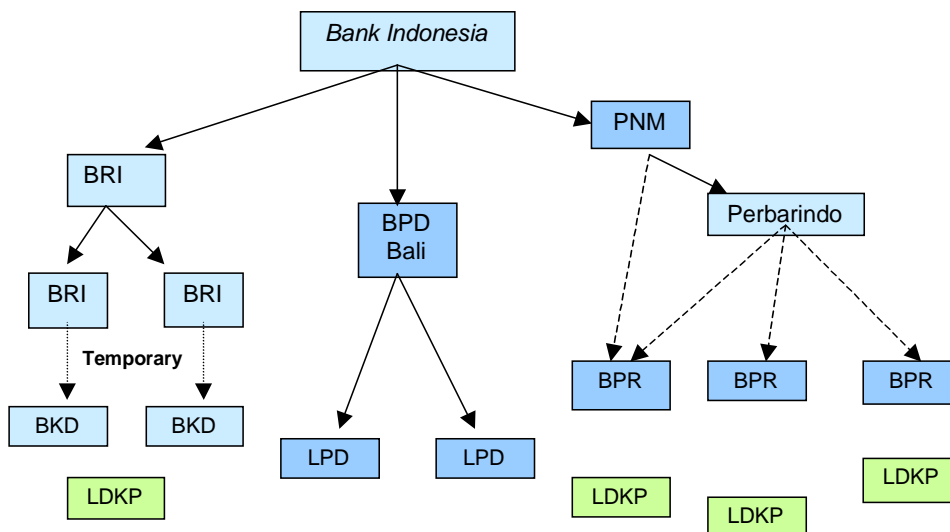 Bank Indonesia
PNM
BRI
Perbarindo
BPD
Bali
BRI
BRI
Temporary
BPR
BPR
BPR
BKD
BKD
LPD
LPD
LDKP
LDKP
LDKP
LDKP